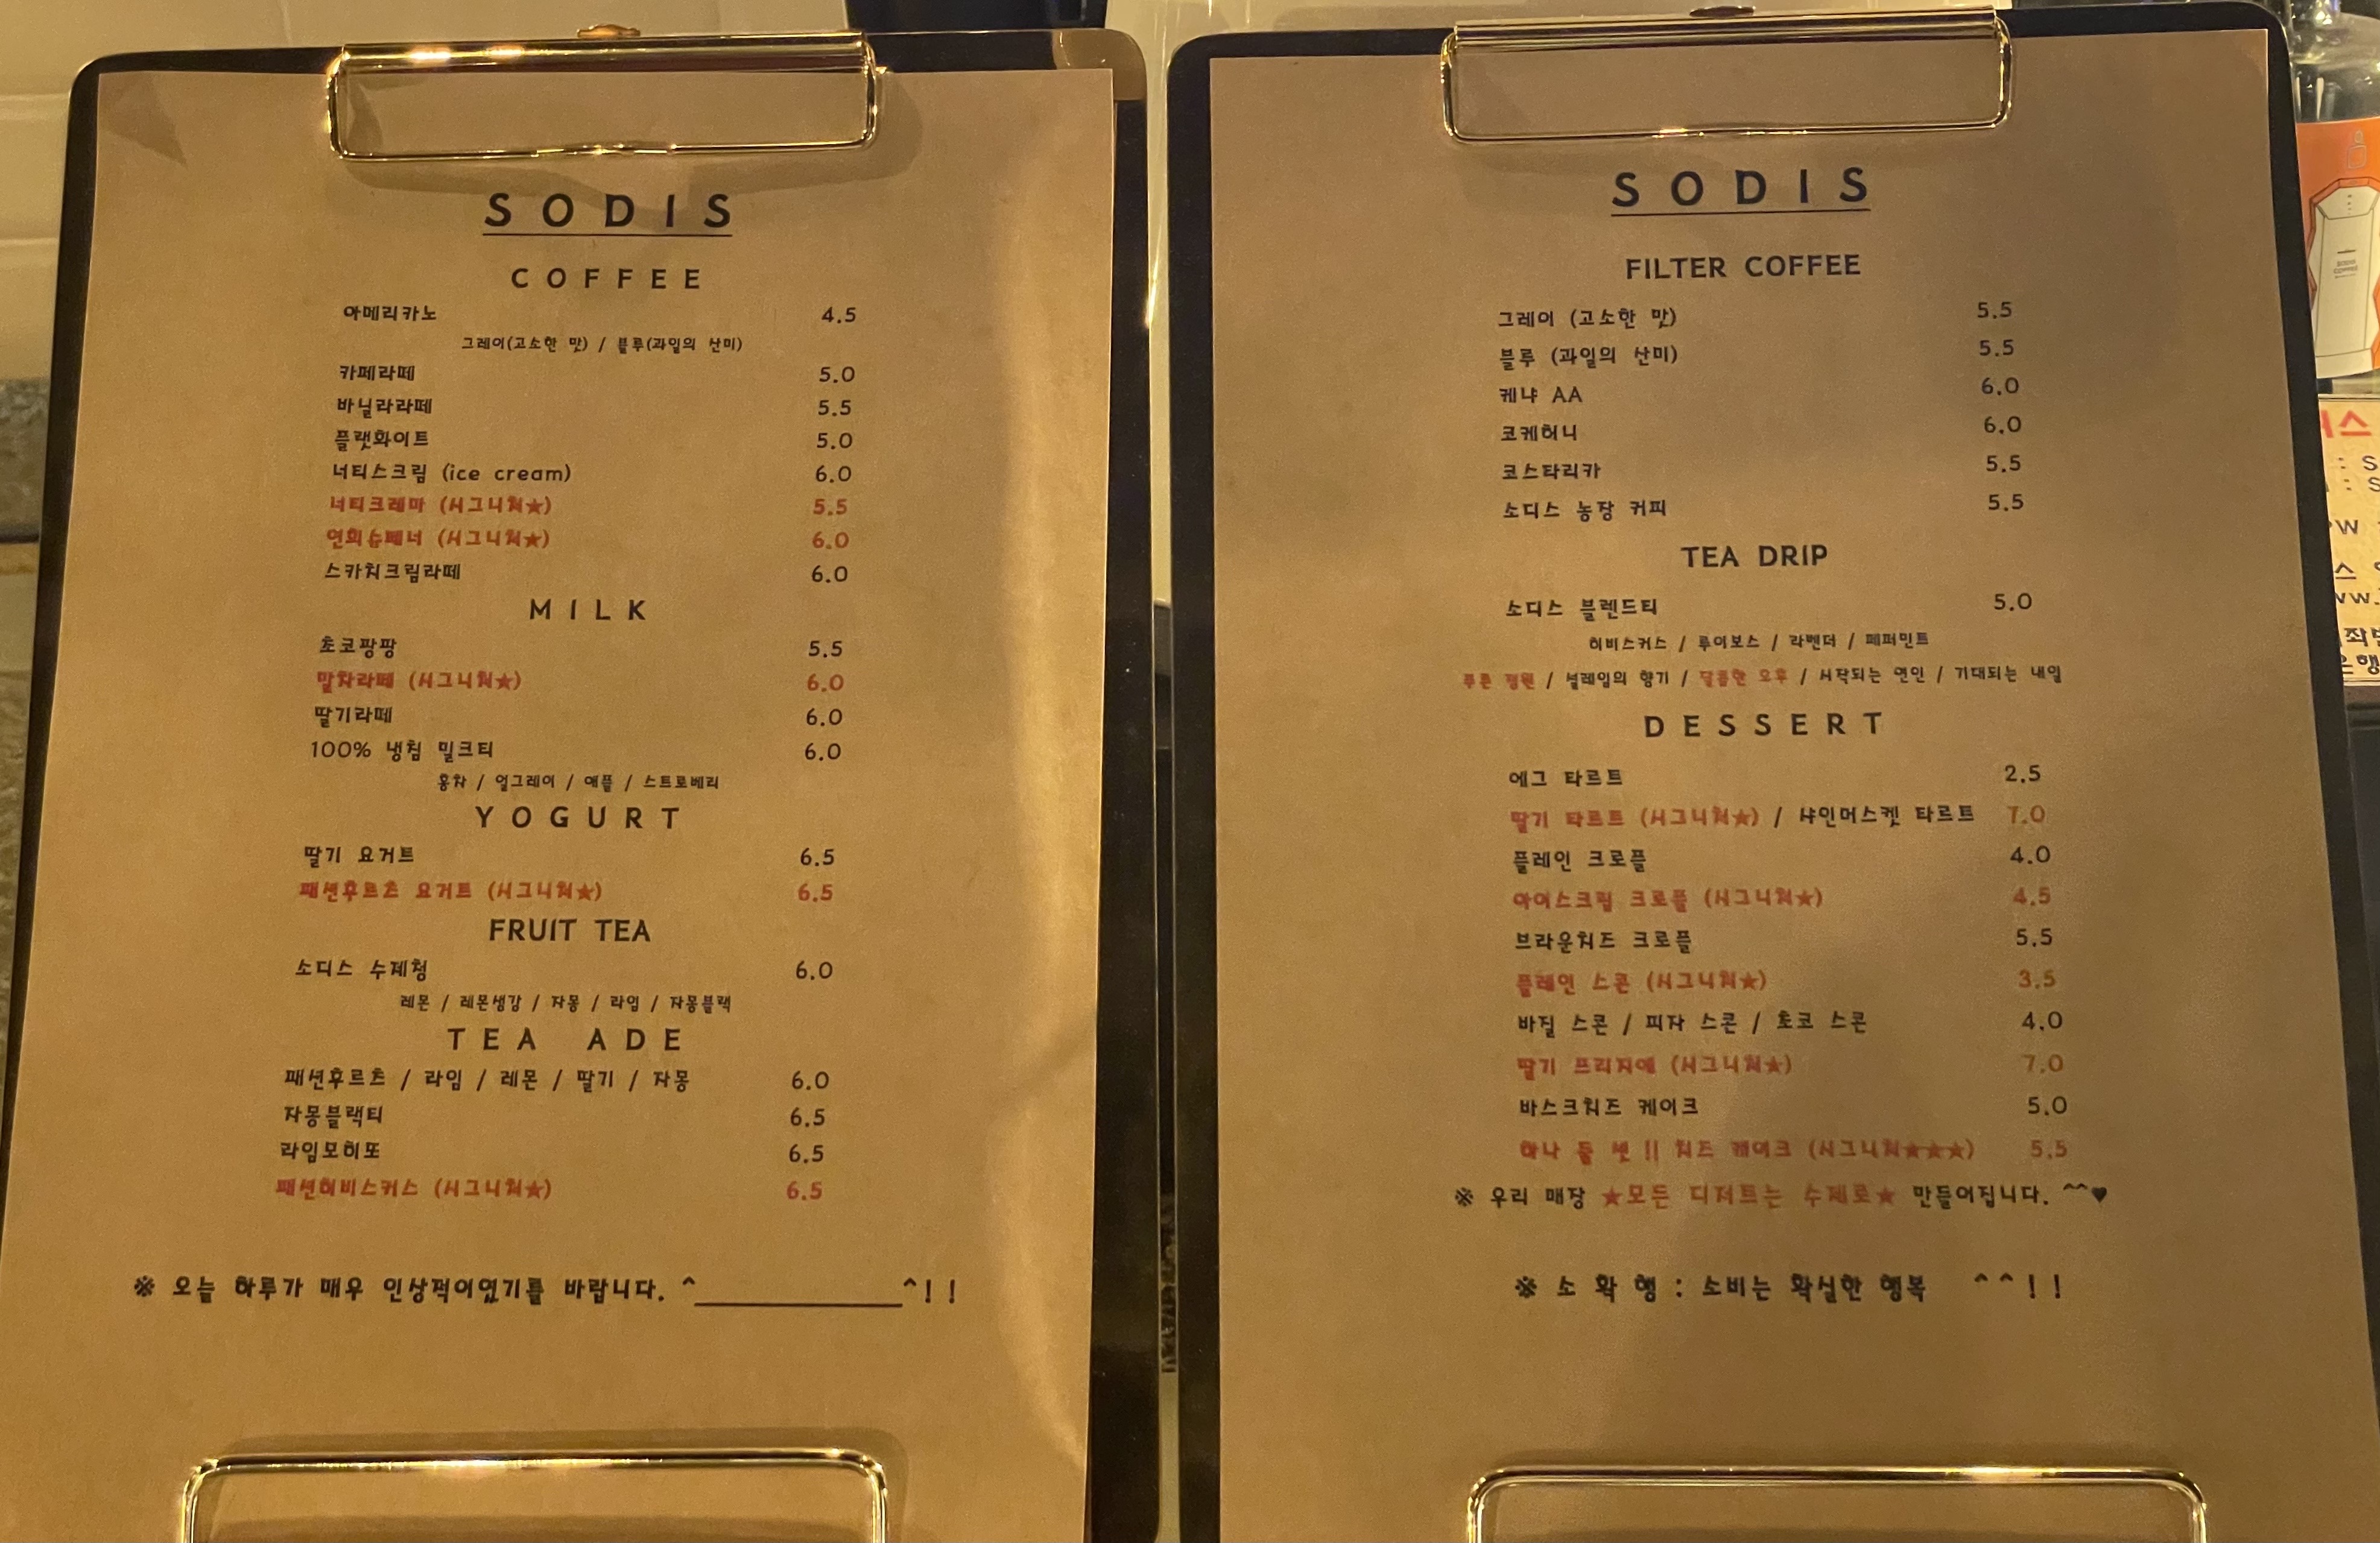 SODIS
COFFEE
아메리카노 4.5
그레이(고소한 맛) / 블루(과일의 산미)
카페라떼 5.0
바닐라라떼 5.5
플랫화이트 5.0
너티스크림 (ice cream) 6.0
너티크레마 (시그니처★) 5.5
연희슈페너 (시그니처★) 6.0
스카치크림라떼 6.0
MILK
초코팡팡 5.5
말차라떼 (시그니처★) 6.0
딸기라떼 6.0
100% 냉침 밀크티 6.0
홍차 / 얼그레이 / 애플 / 스트로베리
YOGURT
딸기 요거트 6.5
패션후르츠 요거트 (시그니처★) 6.5
FRUIT TEA
소디스 수제청 6.0
레몬 / 레몬생강 / 자몽 / 라임 / 자몽블랙
TEA ADE
패션후르츠 / 라임 / 레몬 / 딸기 / 자몽 6.0
자몽블랙티 6.5
라임모히또 6.5
패션히비스커스 (시그니처★) 6.5
※ 오늘 하루가 매우 인상적이였기를 바랍니다. ^__________^!!
SODIS
FILTER COFFEE
그레이 (고소한 맛) 5.5
블루 (과일의 산미) 5.5
케냐 AA 6.0
코케허니 6.0
코스타리카 5.5
소디스 농장 커피 5.5
TEA DRIP
소디스 블렌드티 5.0
히비스커스 / 루이보스 / 라벤더 / 페퍼민트
푸른 정원 / 설레임의 향기 / 달콤한 오후 / 시작되는 연인 / 기대되는 내일
DESSERT
에그 타르트 2.5
딸기 타르트 (시그니처★) / 샤인머스켓 타르트 7.0
플레인 크로플 4.0
아이스크림 크로플 (시그니처★) 4.5
브라운치즈 크로플 5.5
플레인 스콘 (시그니처★) 3.5
바질 스콘 / 피자 스콘 / 초코 스콘 4.0
딸기 프리지에 (시그니처★) 7.0
바스크치즈 케이크 5.0
하나 둘 셋 !! 치즈 케이크 (시그니처★★★) 5.5
※ 우리 매장 ★모든 디저트는 수제로★ 만들어집니다. ^^♥
※ 소 확 행 : 소비는 확실한 행복 ^^!!